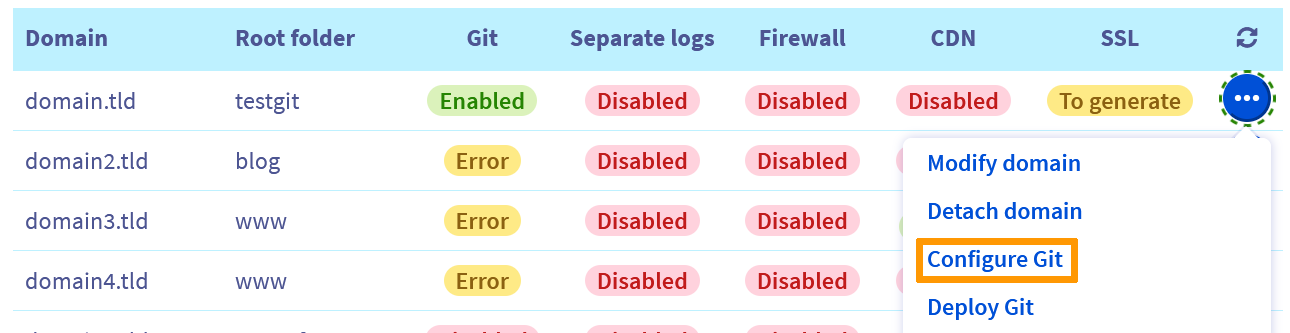 Domain Root folder Git Separate logs Firewall CDN SSL
domain.tld testgit Enabled Disabled Disabled Disabled To generate
domain2.tld blog Error Disabled Disabled
Modify domain
domain3.tld www Error Disabled Disabled
Detach domain
Configure Git
domain4.tld www Error Disabled Disabled
Deploy Git